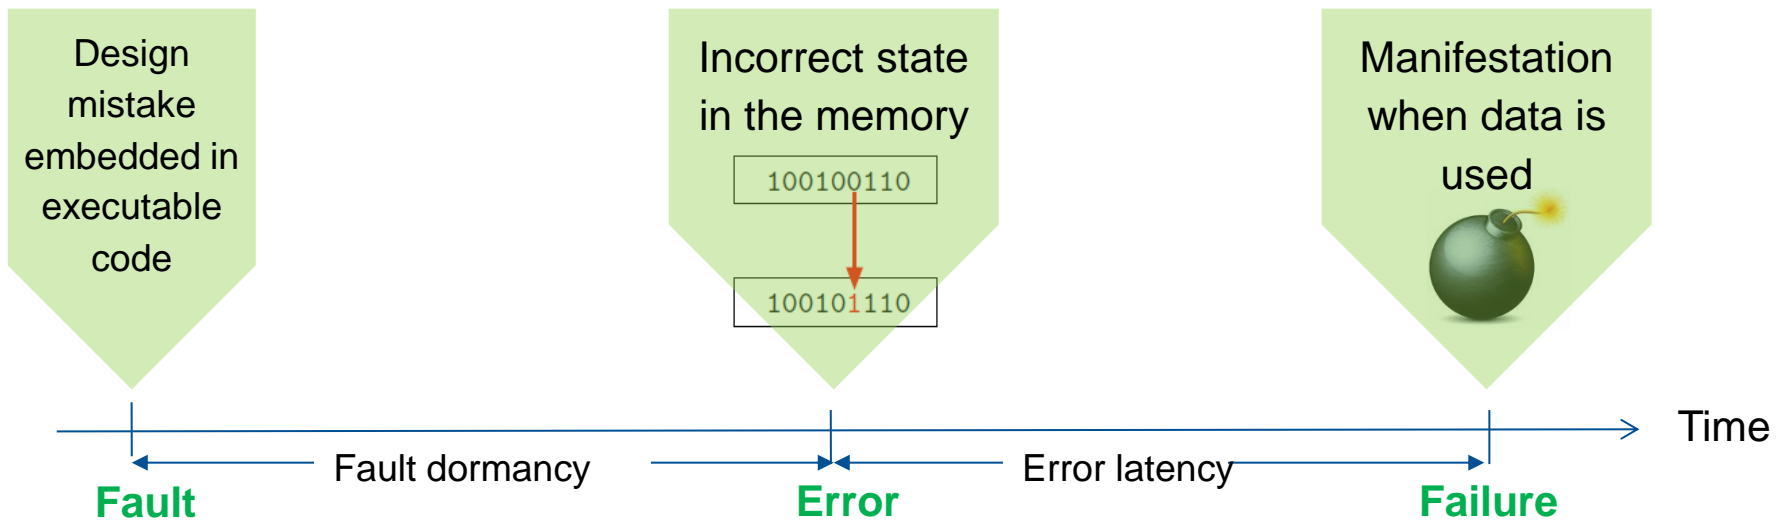 Design
mistake
embedded in
executable
code
Incorrect state
in the memory
100100110
100101110
Manifestation
when data is
used
Time
Fault dormancy
Error latency
Fault
Error
Failure